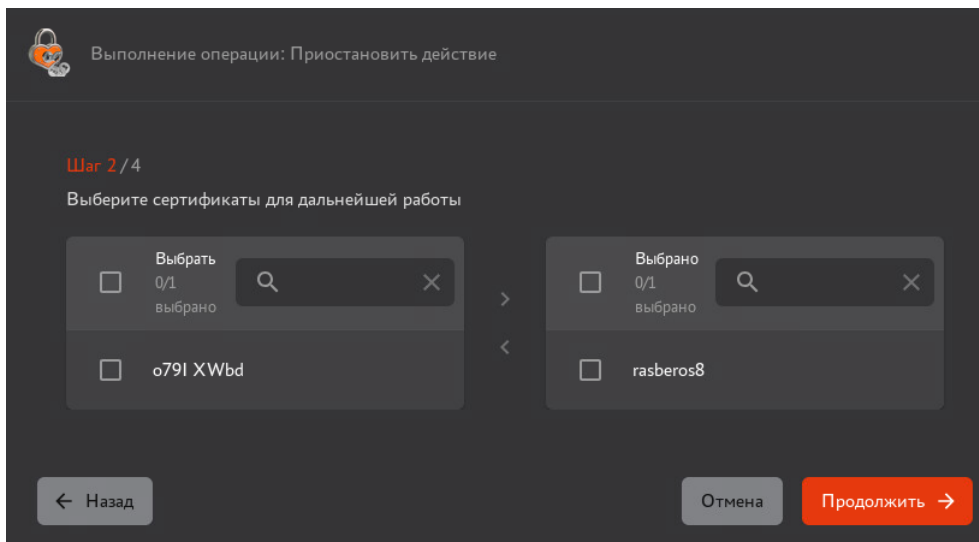 Выполнение операции: Приостановить действие
Шаг 2/4
Выберите сертификаты для дальнейшей работы
Выбрать
0/1
выбрано
o79I XWbd
Выбрано
0/1
выбрано
rasberos8
Назад
Отмена
Продолжить